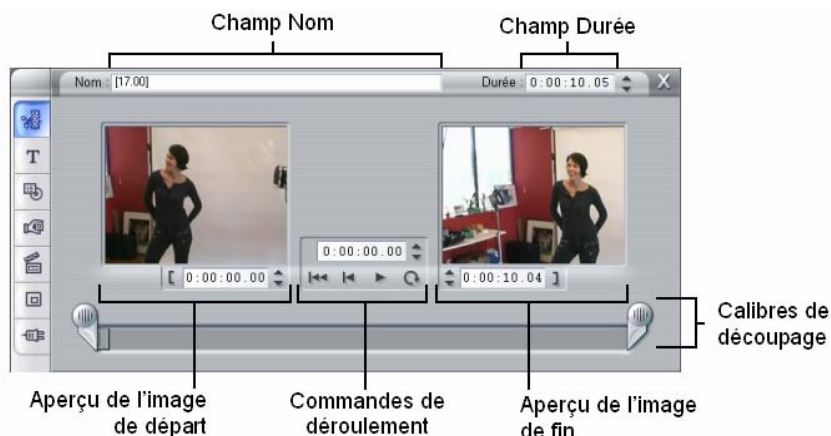 Champ Nom
Champ Durée
Nom : [17.00]
Durée : 0:00:10.05
X
T
0:00:00.00
[ 0:00:00.00
0:00:10.04 ]
Calibres de
découpage
Aperçu de l'image
de départ
Commandes de
déroulement
Aperçu de l'image
de fin